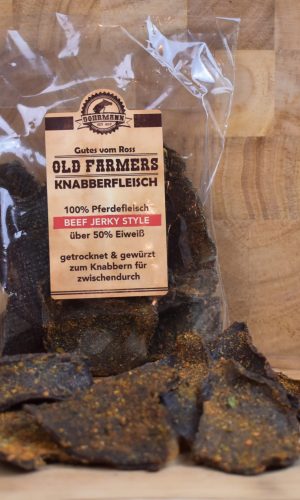 DÖHRMANN
Gutes vom Ross
OLD FARMERS
KNABBERFLEISCH
100% Pferdefleisch
BEEF JERKY STYLE
über 50% Eiweiß
getrocknet & gewürzt
zum Knabbern für
zwischendurch